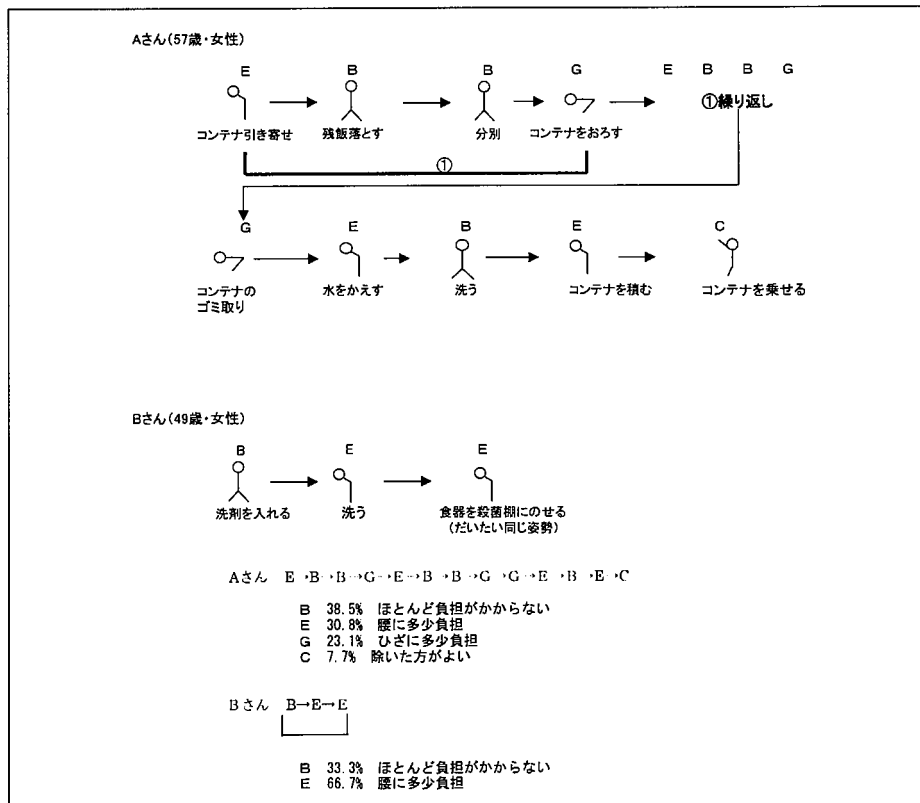 Aさん(57歳・女性)
E B B G E B B G
①繰り返し
コンテナ引き寄せ 残飯落とす 分別 コンテナをおろす
①
G E B E C
コンテナの
ゴミ取り 水をかえす 洗う コンテナを積む コンテナを乗せる
Bさん(49歳・女性)
B E E
洗剤を入れる 洗う 食器を殺菌棚にのせる
(だいたい同じ姿勢)
Aさん E→B→B→G→E→B→B→G→G→E→B→E→C
B 38.5% ほとんど負担がかからない
E 30.8% 腰に多少負担
G 23.1% ひざに多少負担
C 7.7% 除いた方がよい
Bさん B→E→E
B 33.3% ほとんど負担がかからない
E 66.7% 腰に多少負担